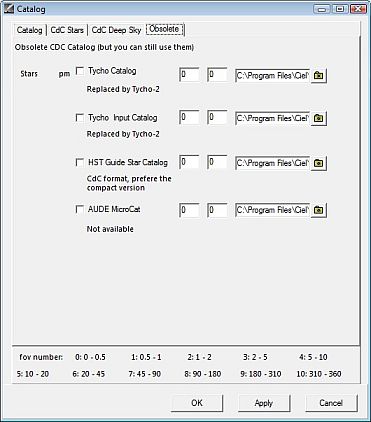 Catalog
Catalog CdC Stars CdC Deep Sky Obsolete
Obsolete CDC Catalog (but you can still use them)
Stars pm Tycho Catalog 0 0 C:\Program Files\Ciel\
Replaced by Tycho-2
Tycho Input Catalog 0 0 C:\Program Files\Ciel\
Replaced by Tycho-2
HST Guide Star Catalog 0 0 C:\Program Files\Ciel\
CdC format, prefere the
compact version
AUDE MicroCat 0 0 C:\Program Files\Ciel\
Not available
fov number: 0: 0 - 0.5 1: 0.5 - 1 2: 1 - 2 3: 2 - 5 4: 5 - 10
5: 10 - 20 6: 20 - 45 7: 45 - 90 8: 90 - 180 9: 180 - 310 10: 310 - 360
OK Apply Cancel